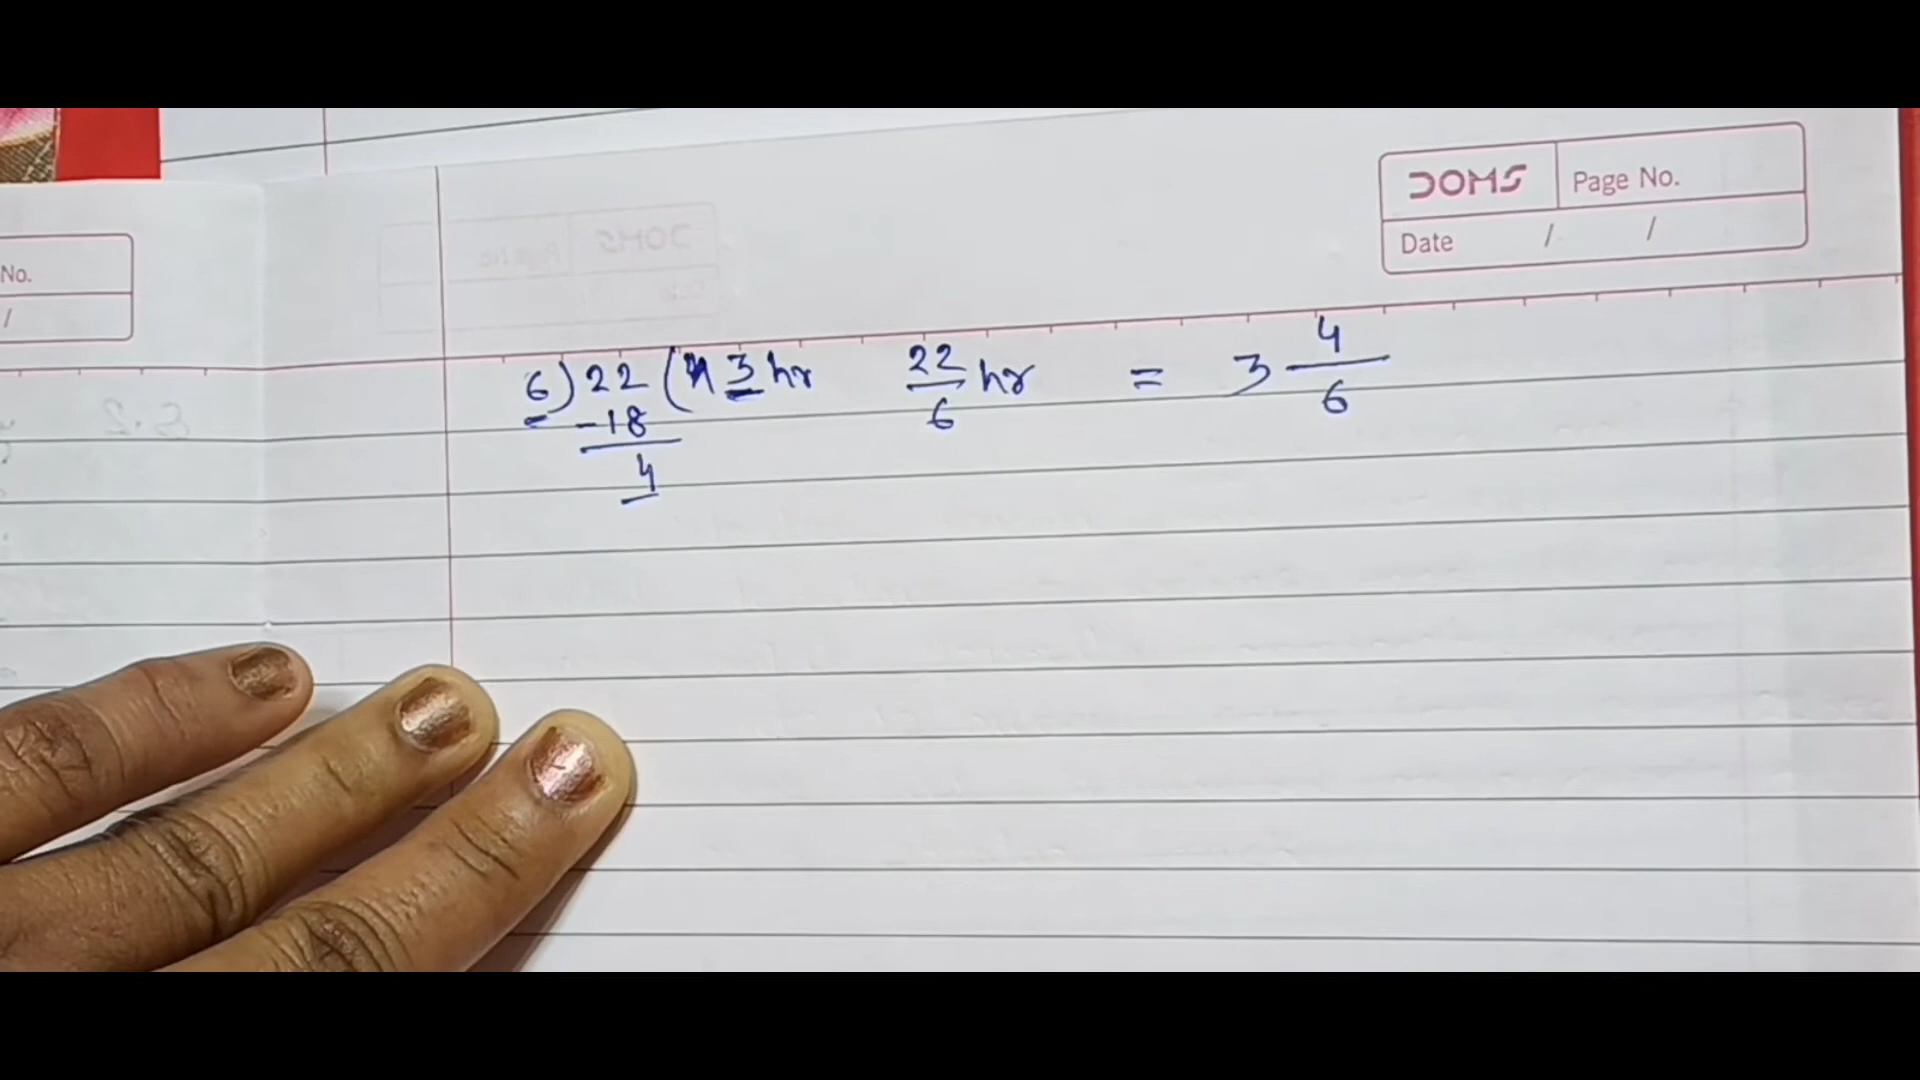 No.
/
DOMS Page No.
Date / /
6)22(3 hr 22/6 hr = 3 4/6
-18
4